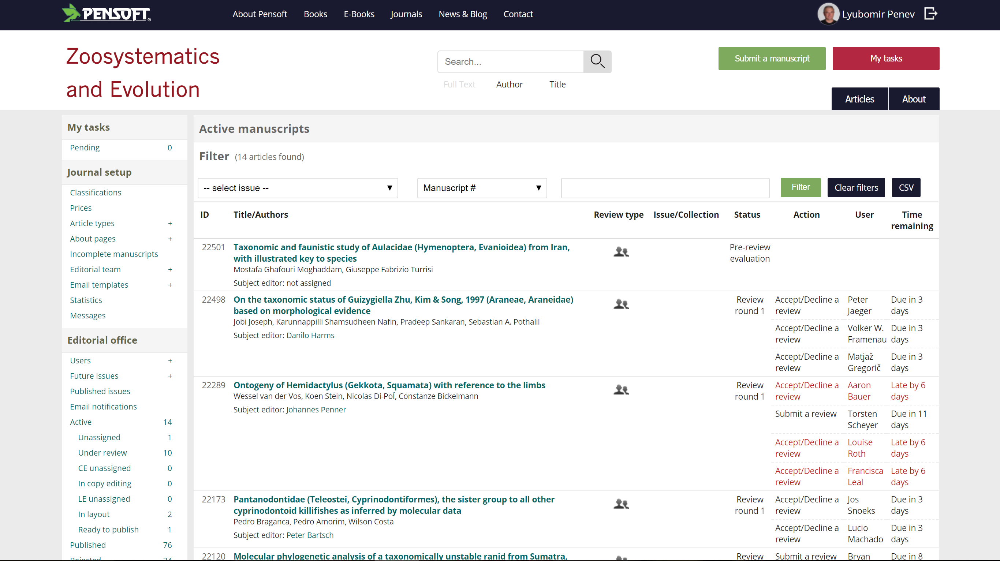 PENSOFT®
About Pensoft
Books
E-Books
Journals
News & Blog
Contact
Lyubomir Penev
Zoosystematics
and Evolution
Search...
Full Text
Author
Title
Submit a manuscript
My tasks
Articles
About
My tasks
Pending 0
Journal setup
Classifications
Prices
Article types +
About pages +
Incomplete manuscripts
Editorial team +
Email templates +
Statistics
Messages
Editorial office
Users +
Future issues +
Published issues
Email notifications
Active 14
Unassigned 1
Under review 10
CE unassigned 0
In copy editing 0
LE unassigned 0
In layout 2
Ready to publish 1
Published 76
Rejected 34
Active manuscripts
Filter (14 articles found)
-- select issue -- ▼
Manuscript # ▼
Filter
Clear filters
CSV
ID Title/Authors Review type Issue/Collection Status Action User Time
remaining
22501 Taxonomic and faunistic study of Aulacidae (Hymenoptera, Evanioidea) from Iran, Pre-review
with illustrated key to species evaluation
Mostafa Ghafouri Moghaddam, Giuseppe Fabrizio Turrisi
Subject editor: not assigned
22498 On the taxonomic status of Guizygiella Zhu, Kim & Song, 1997 (Araneae, Araneidae) Review Accept/Decline a Peter Due in 3
based on morphological evidence round 1 review Jaeger days
Jobi Joseph, Karunnappilli Shamsudheen Nafin, Pradeep Sankaran, Sebastian A. Pothalil
Subject editor: Danilo Harms
Accept/Decline a Volker W. Due in 3
review Framenau days
Accept/Decline a Matjaž Due in 3
review Gregorič days
22289 Ontogeny of Hemidactylus (Gekkota, Squamata) with reference to the limbs Review Accept/Decline a Aaron Late by 6
Wessel van der Vos, Koen Stein, Nicolas Di-PoÏ, Constanze Bickelmann round 1 review Bauer days
Subject editor: Johannes Penner
Submit a review Torsten Due in 11
Scheyer days
Accept/Decline a Louise Late by 6
review Roth days
Accept/Decline a Francisca Late by 6
review Leal days
22173 Pantanodontidae (Teleostei, Cyprinodontiformes), the sister group to all other Review Accept/Decline a Jos Due in 3
cyprinodontoid killifishes as inferred by molecular data round 1 review Snoeks days
Pedro Braganca, Pedro Amorim, Wilson Costa
Subject editor: Peter Bartsch
Accept/Decline a Lucio Due in 3
review Machado days
22120 Molecular phylogenetic analysis of a taxonomically unstable ranid from Sumatra, Review Submit a review Bryan Due in 8